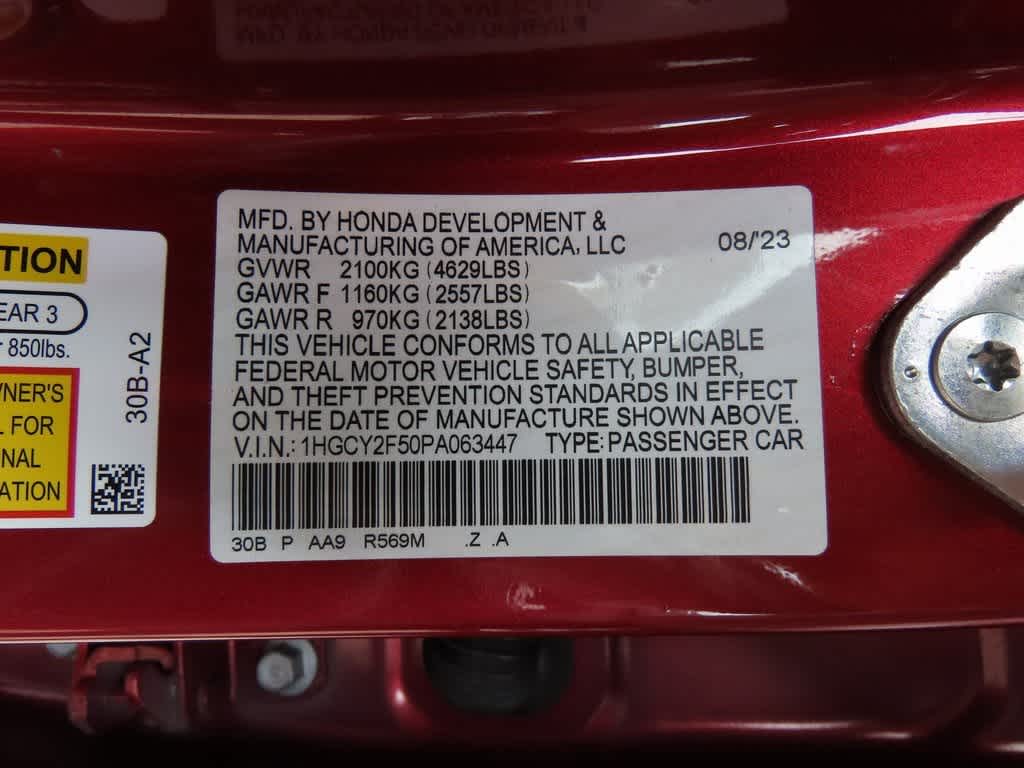 MFD. BY HONDA DEVELOPMENT &
MANUFACTURING OF AMERICA, LLC 08/'23
GVWR 2100KG (4629LBS)
GAWR F 1160KG (2557LBS)
GAWR R 970KG (2138LBS)
THIS VEHICLE CONFORMS TO ALL APPLICABLE
FEDERAL MOTOR VEHICLE SAFETY, BUMPER,
AND THEFT PREVENTION STANDARDS IN EFFECT
ON THE DATE OF MANUFACTURE SHOWN ABOVE.
V.I.N.: 1HGCY2F50PA063447 TYPE: PASSENGER CAR
30B P AA9 R569M .Z .A
TION
EAR 3
850lbs.
WNER'S
L FOR
NAL
ATION
30B-A2